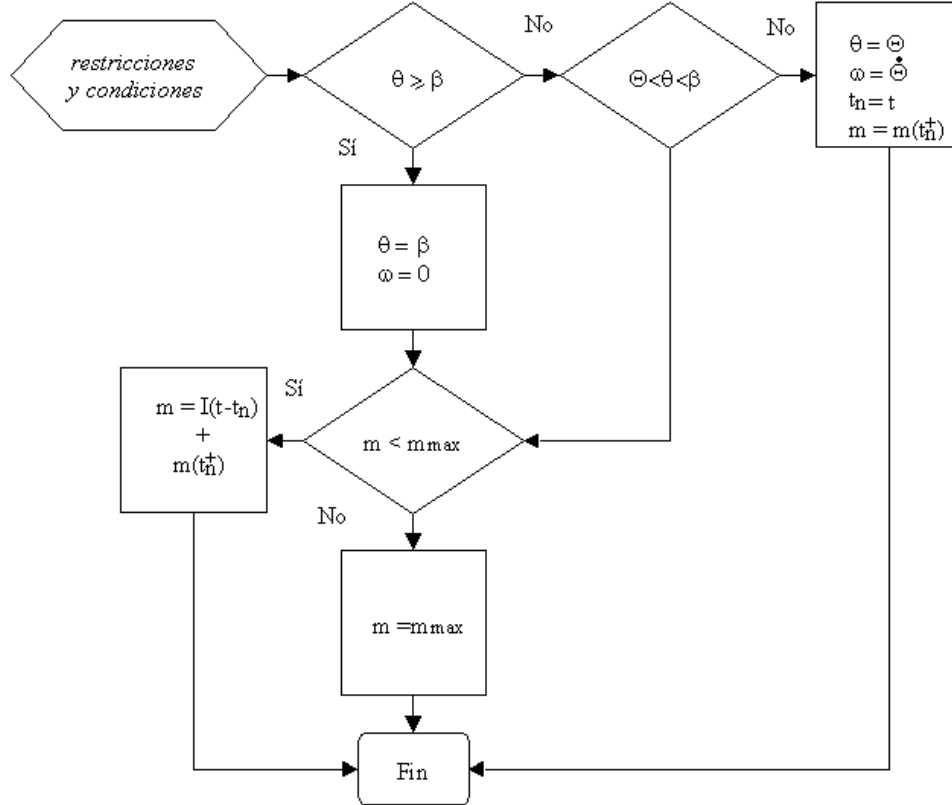 restricciones
y condiciones
θ ⩾ β
No
Θ<θ<β
No
θ = Θ
ω = Θ̇
tn = t
m = m(tn⁺)
Sí
θ = β
ω = 0
Sí
m = I(t-tn)
+
m(tn⁺)
m < mmax
No
m =mmax
Fin